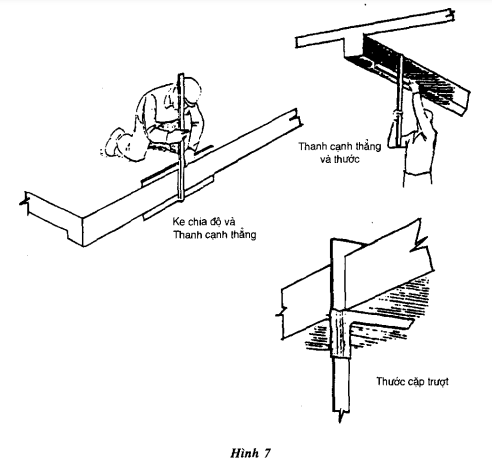 Thanh cạnh thẳng
và thước
Ke chia độ và
Thanh cạnh thẳng
Thước cặp trượt
Hình 7